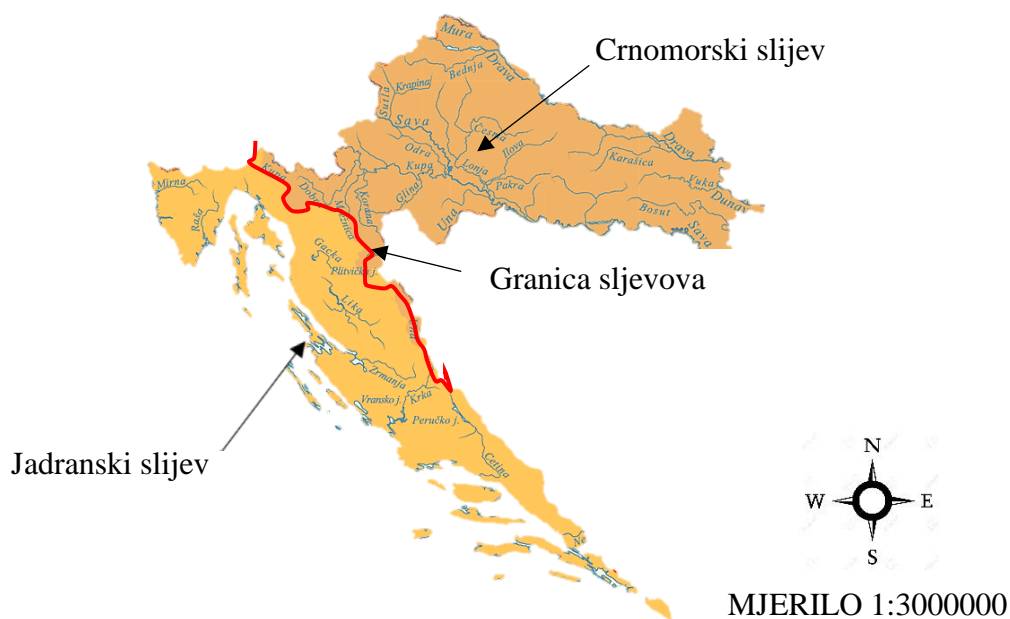 Mura
Drava
Crnomorski slijev
Bednja
Krapina
Sutla
Sava
Česma
Ilova
Odra
Kupa
Lonja
Drava
Karašica
Vuka
Dunav
Glina
Pakra
Bosut
Sava
Una
Kupa
Dobra
Korana
Mirna
Raša
Gacka
Plitvička j.
Granica sljevova
Lika
Zrmanja
Krka
Vransko j.
Peručko j.
Cetina
Jadranski slijev
N
W
E
S
MJERILO 1:3000000